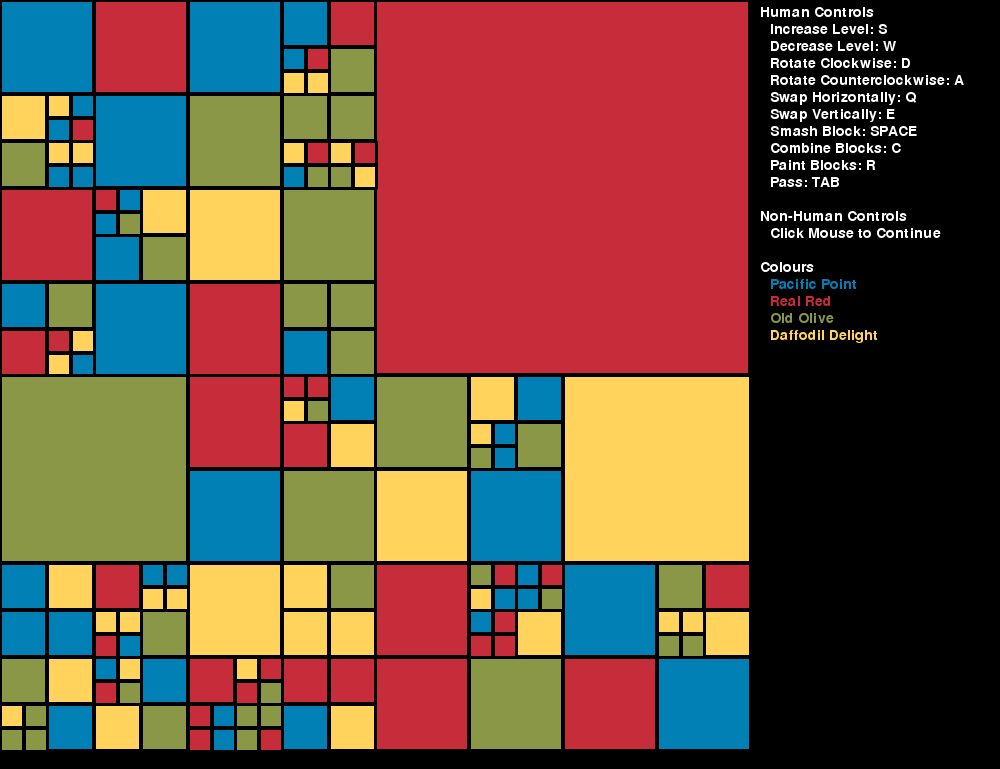 Human Controls
Increase Level: S
Decrease Level: W
Rotate Clockwise: D
Rotate Counterclockwise: A
Swap Horizontally: Q
Swap Vertically: E
Smash Block: SPACE
Combine Blocks: C
Paint Blocks: R
Pass: TAB
Non-Human Controls
Click Mouse to Continue
Colours
Pacific Point
Real Red
Old Olive
Daffodil Delight